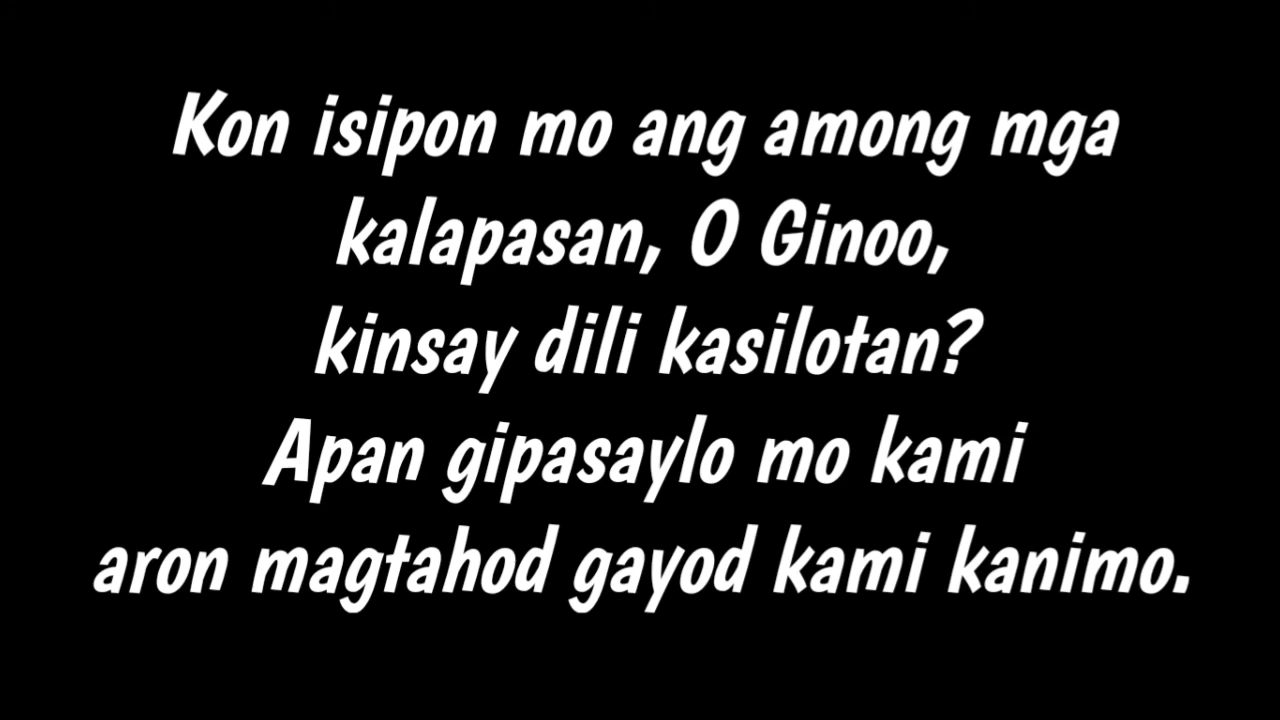 Kon isipon mo ang among mga
kalapasan, O Ginoo,
kinsay dili kasilotan?
Apan gipasaylo mo kami
aron magtahod gayod kami kanimo.